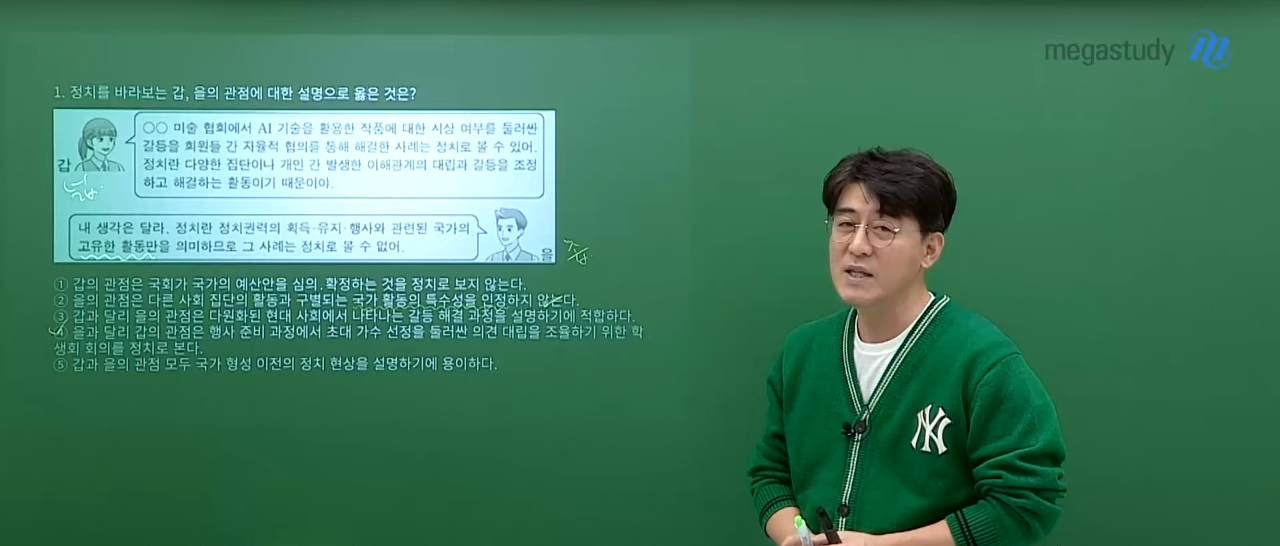 megastudy
1. 정치를 바라보는 갑, 을의 관점에 대한 설명으로 옳은 것은?
○○ 미술 협회에서 AI 기술을 활용한 작품에 대한 시상 여부를 둘러싼
갈등을 회원들 간 자율적 협의를 통해 해결한 사례는 정치로 볼 수 있어.
정치란 다양한 집단이나 개인 간 발생한 이해관계의 대립과 갈등을 조정
하고 해결하는 활동이기 때문이야.
갑
넓
내 생각은 달라. 정치란 정치권력의 획득·유지·행사와 관련된 국가의
고유한 활동만을 의미하므로 그 사례는 정치로 볼 수 없어.
을
좁
① 갑의 관점은 국회가 국가의 예산안을 심의.확정하는 것을 정치로 보지 않는다.
② 을의 관점은 다른 사회 집단의 활동과 구별되는 국가 활동의 특수성을 인정하지 않는다.
③ 갑과 달리 을의 관점은 다원화된 현대 사회에서 나타나는 갈등 해결 과정을 설명하기에 적합하다.
④ 을과 달리 갑의 관점은 행사 준비 과정에서 초대 가수 선정을 둘러싼 의견 대립을 조율하기 위한 학
생회 회의를 정치로 본다.
⑤ 갑과 을의 관점 모두 국가 형성 이전의 정치 현상을 설명하기에 용이하다.
NY